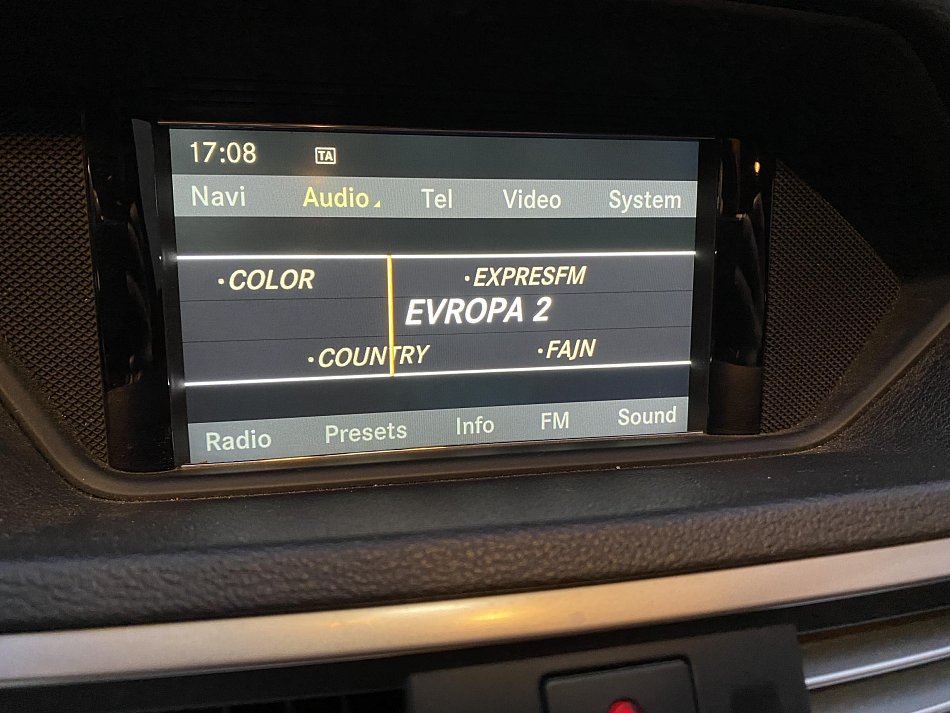 17:08 TA
Navi Audio Tel Video System
•COLOR •EXPRESFM
EVROPA 2
•COUNTRY •FAJN
Radio Presets Info FM Sound